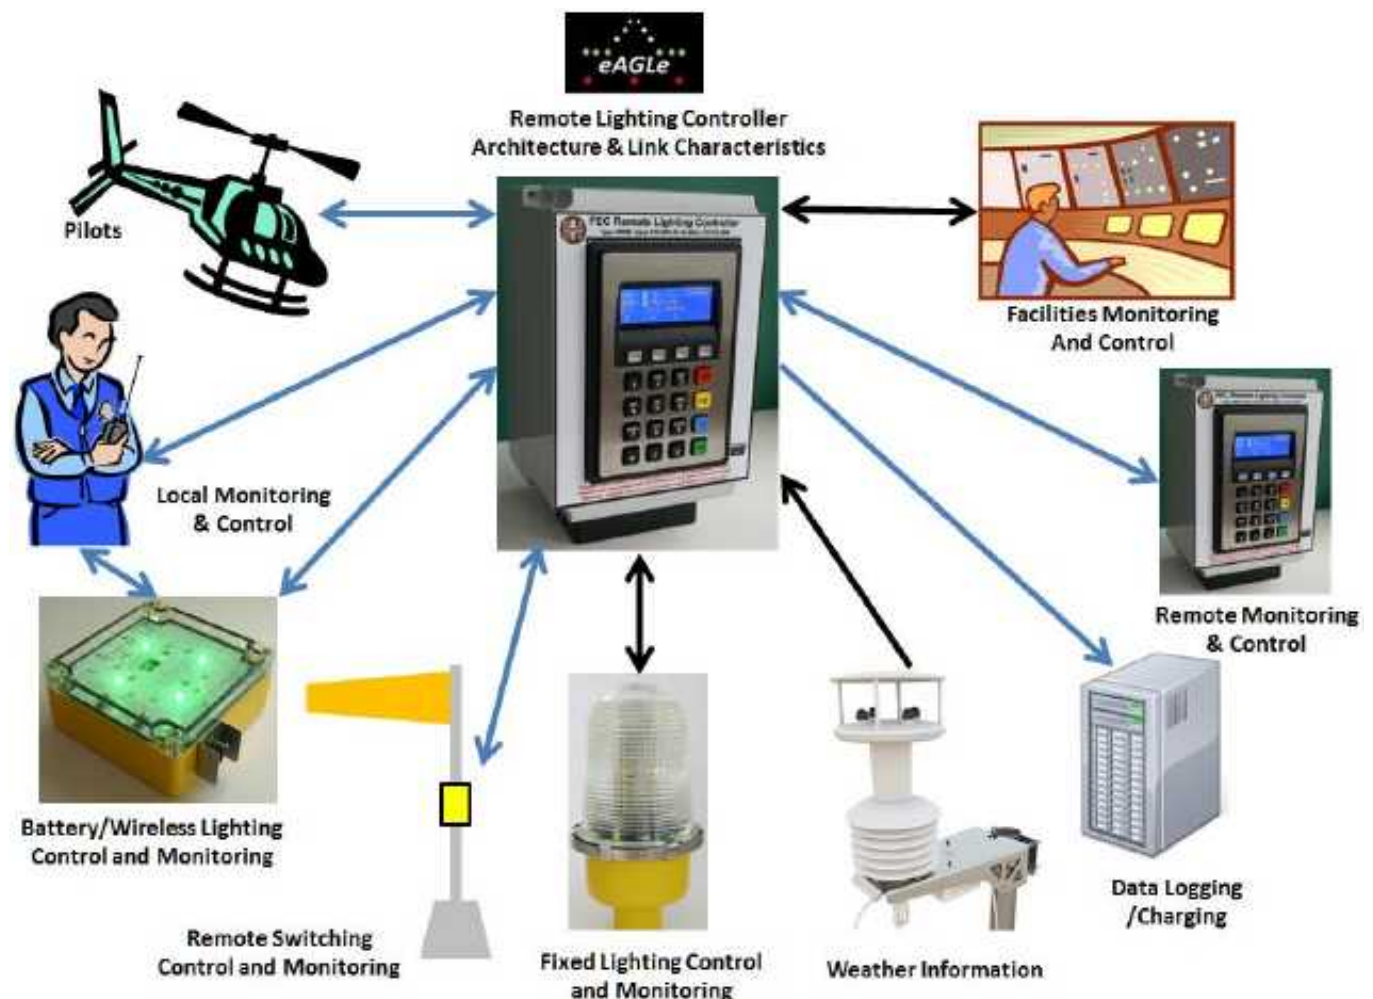 eAGLe
Remote Lighting Controller
Architecture & Link Characteristics
Pilots
FEC Remote Lighting Controller
Facilities Monitoring
And Control
Local Monitoring
& Control
Remote Monitoring
& Control
Battery/Wireless Lighting
Control and Monitoring
Data Logging
/Charging
Remote Switching
Control and Monitoring
Fixed Lighting Control
and Monitoring
Weather Information